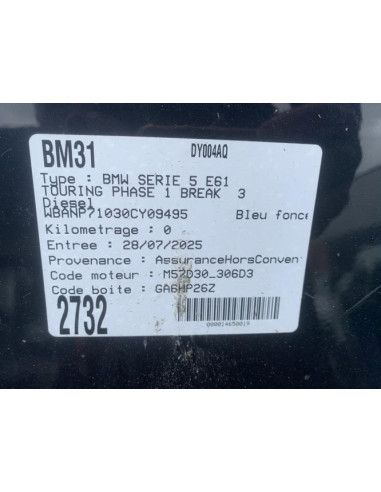 BM31 DY004AQ
Type : BMW SERIE 5 E61
TOURING PHASE 1 BREAK 3
Diesel
WBANP71030CY09495 Bleu fonce
Kilometrage : 0
Entree : 28/07/2025
Provenance : AssuranceHorsConven
Code moteur : M57D30_306D3
Code boite : GA6HP26Z
2732
000014650019